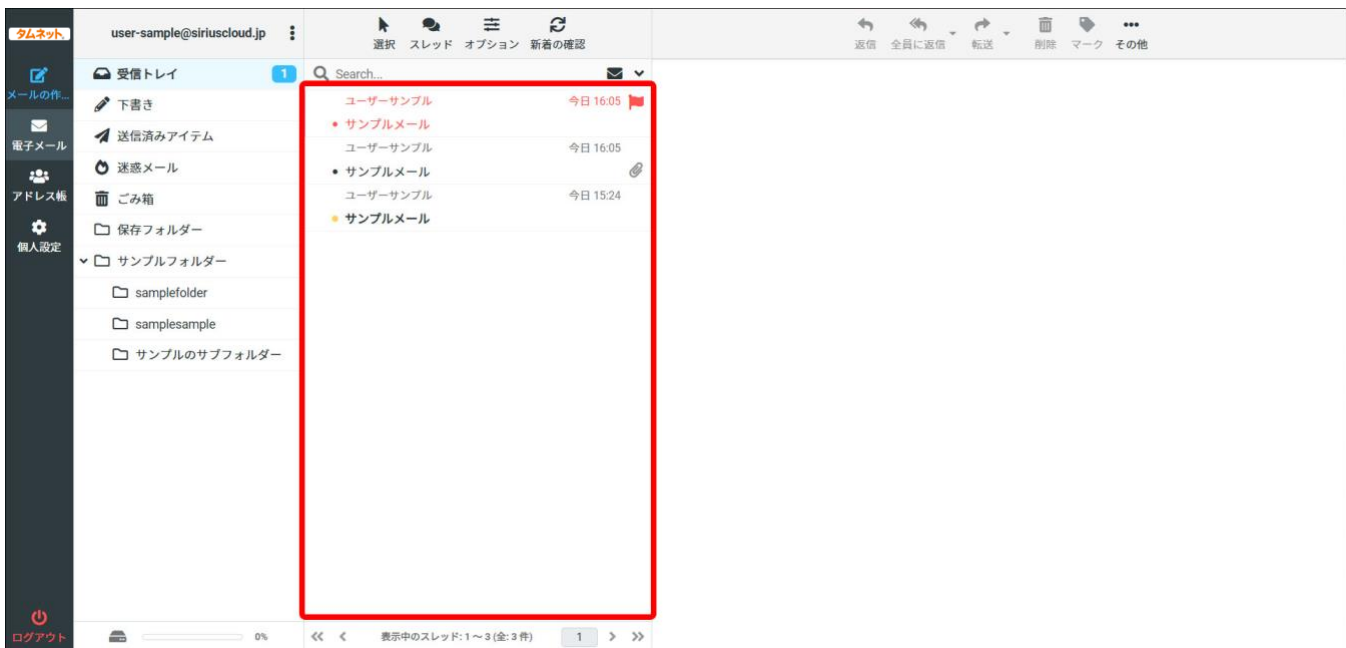 タムネット
メールの作...
電子メール
アドレス帳
個人設定
ログアウト
user-sample@siriuscloud.jp
受信トレイ 1
下書き
送信済みアイテム
迷惑メール
ごみ箱
保存フォルダー
サンプルフォルダー
samplefolder
samplesample
サンプルのサブフォルダー
0%
選択 スレッド オプション 新着の確認
Search...
ユーザーサンプル 今日 16:05
• サンプルメール
ユーザーサンプル 今日 16:05
• サンプルメール
ユーザーサンプル 今日 15:24
• サンプルメール
表示中のスレッド: 1 〜 3 (全: 3 件) 1
返信 全員に返信 転送 削除 マーク その他